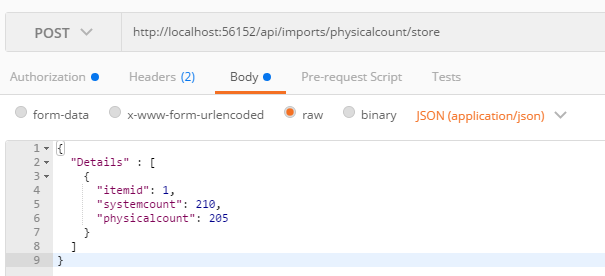 POST http://localhost:56152/api/imports/physicalcount/store
Authorization Headers (2) Body Pre-request Script Tests
form-data x-www-form-urlencoded raw binary JSON (application/json)
1 {
2 "Details" : [
3 {
4 "itemid": 1,
5 "systemcount": 210,
6 "physicalcount": 205
7 }
8 ]
9 }